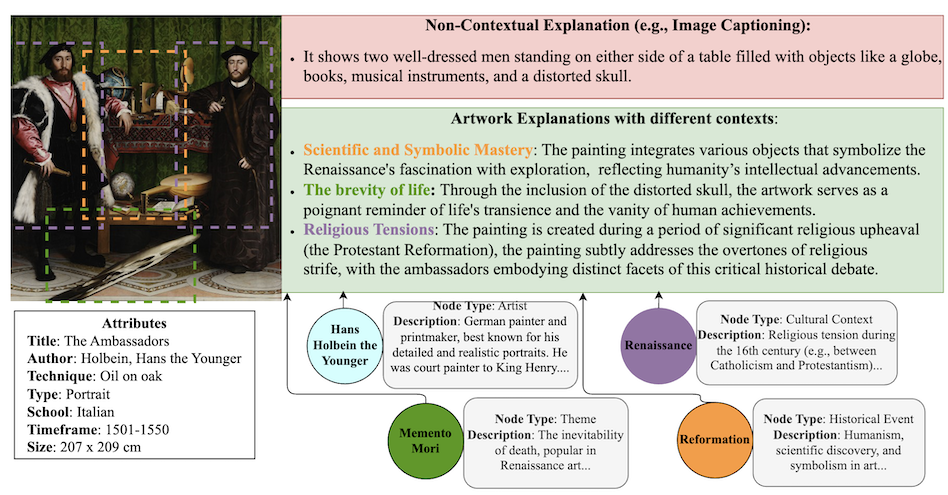 Non-Contextual Explanation (e.g., Image Captioning):
• It shows two well-dressed men standing on either side of a table filled with objects like a globe,
books, musical instruments, and a distorted skull.
Artwork Explanations with different contexts:
• Scientific and Symbolic Mastery: The painting integrates various objects that symbolize the
Renaissance's fascination with exploration, reflecting humanity's intellectual advancements.
• The brevity of life: Through the inclusion of the distorted skull, the artwork serves as a
poignant reminder of life's transience and the vanity of human achievements.
• Religious Tensions: The painting is created during a period of significant religious upheaval
(the Protestant Reformation), the painting subtly addresses the overtones of religious
strife, with the ambassadors embodying distinct facets of this critical historical debate.
Attributes
Title: The Ambassadors
Author: Holbein, Hans the Younger
Technique: Oil on oak
Type: Portrait
School: Italian
Timeframe: 1501-1550
Size: 207 x 209 cm
Hans
Holbein the
Younger
Node Type: Artist
Description: German painter and
printmaker, best known for his
detailed and realistic portraits. He
was court painter to King Henry....
Renaissance
Node Type: Cultural Context
Description: Religious tension during
the 16th century (e.g., between
Catholicism and Protestantism)...
Memento
Mori
Node Type: Theme
Description: The inevitability
of death, popular in
Renaissance art...
Reformation
Node Type: Historical Event
Description: Humanism,
scientific discovery, and
symbolism in art...